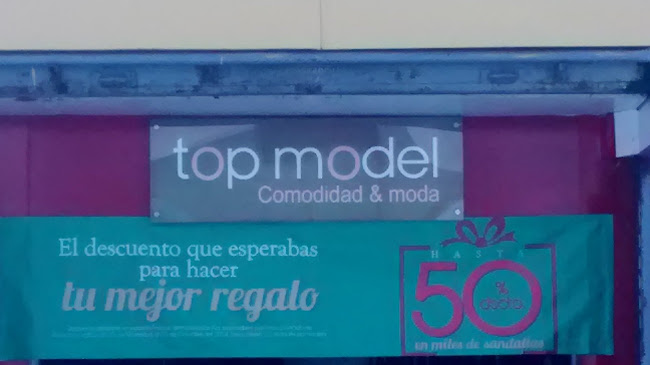 top model
Comodidad & moda
El descuento que esperabas
para hacer
tu mejor regalo
HASTA
50%
dscto.
en miles de sandalias